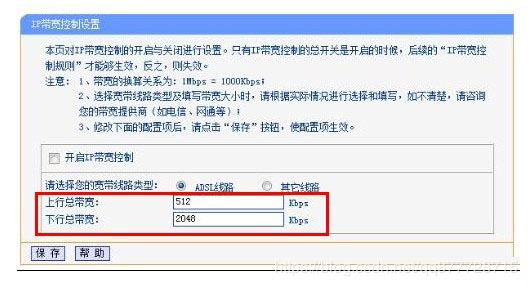 IP带宽控制设置
本页对IP带宽控制的开启与关闭进行设置。只有IP带宽控制的总开关是开启的时候，后续的“IP带宽控
制规则”才能够生效，反之，则失效。
注意： 1、带宽的换算关系为：1Mbps = 1000Kbps；
2、选择宽带线路类型及填写带宽大小时，请根据实际情况进行选择和填写，如不清楚，请咨询
您的带宽提供商（如电信、网通等）；
3、修改下面的配置项后，请点击“保存”按钮，使配置项生效。
开启IP带宽控制
请选择您的宽带线路类型： ADSL线路 其它线路
上行总带宽： 512 Kbps
下行总带宽： 2048 Kbps
保存 帮助